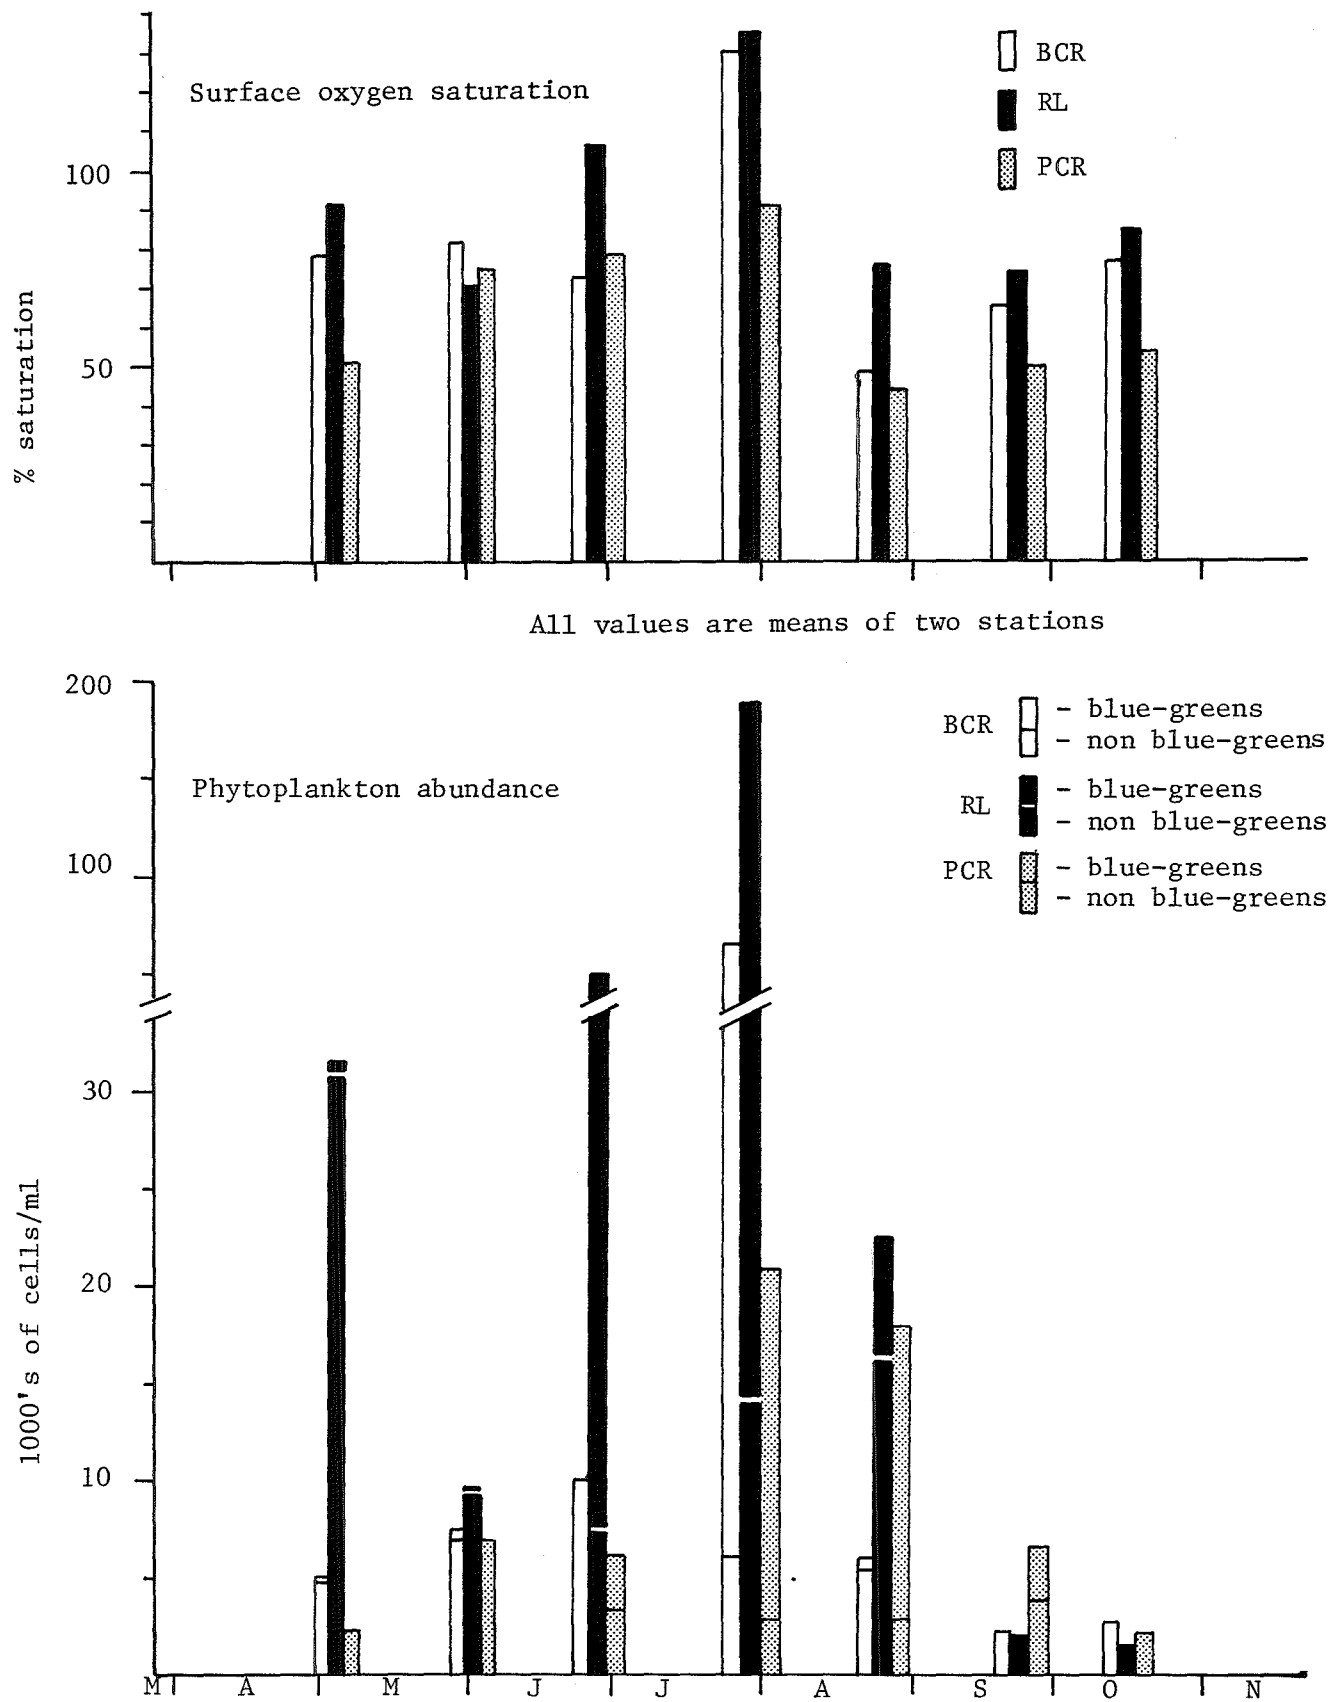 Surface oxygen saturation
BCR
RL
PCR
100
50
% saturation
All values are means of two stations
200
100
30
20
10
1000's of cells/ml
Phytoplankton abundance
BCR
- blue-greens
- non blue-greens
RL
- blue-greens
- non blue-greens
PCR
- blue-greens
- non blue-greens
M A M J J A S O N